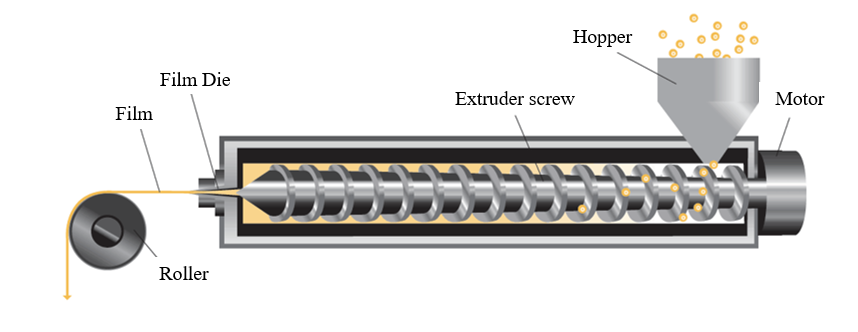 Hopper
Film Die
Extruder screw
Motor
Film
Roller